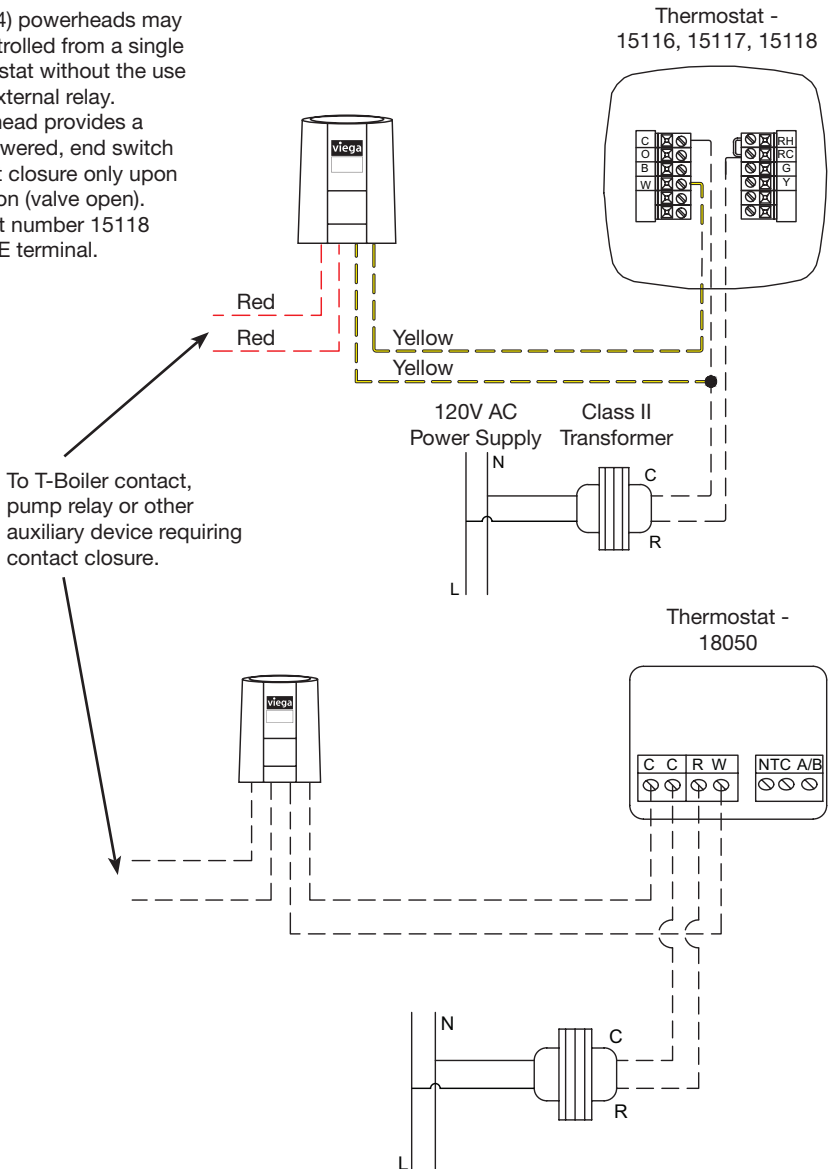 4) powerheads may
trolled from a single
stat without the use
xternal relay.
head provides a
wered, end switch
t closure only upon
on (valve open).
t number 15118
E terminal.
Thermostat -
15116, 15117, 15118
viega
C
O
B
W
RH
RC
G
Y
Red
Red
Yellow
Yellow
120V AC
Power Supply
Class II
Transformer
N
C
R
L
To T-Boiler contact,
pump relay or other
auxiliary device requiring
contact closure.
Thermostat -
18050
viega
C C R W
NTC A/B
N
C
R
L